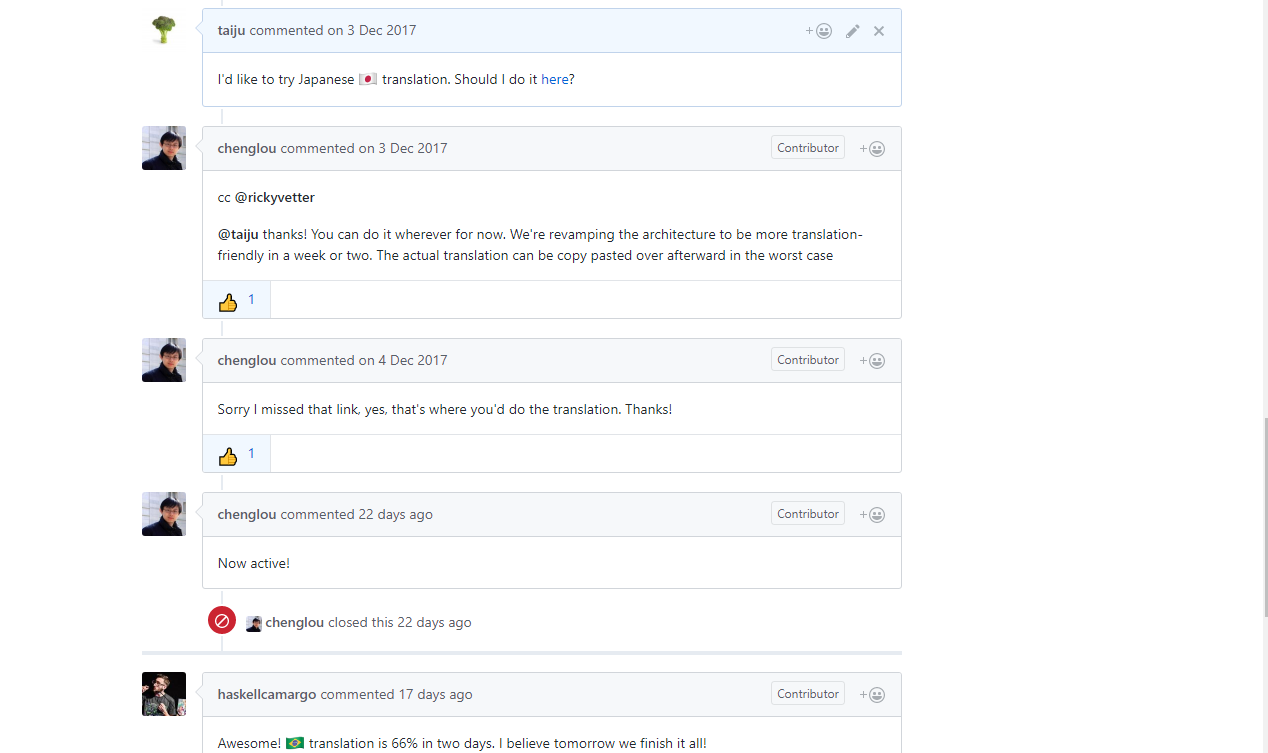 taiju commented on 3 Dec 2017
I'd like to try Japanese 🇯🇵 translation. Should I do it here?
chenglou commented on 3 Dec 2017 Contributor
cc @rickyvetter
@taiju thanks! You can do it wherever for now. We're revamping the architecture to be more translation-
friendly in a week or two. The actual translation can be copy pasted over afterward in the worst case
👍 1
chenglou commented on 4 Dec 2017 Contributor
Sorry I missed that link, yes, that's where you'd do the translation. Thanks!
👍 1
chenglou commented 22 days ago Contributor
Now active!
chenglou closed this 22 days ago
haskellcamargo commented 17 days ago Contributor
Awesome! 🇧🇷 translation is 66% in two days. I believe tomorrow we finish it all!